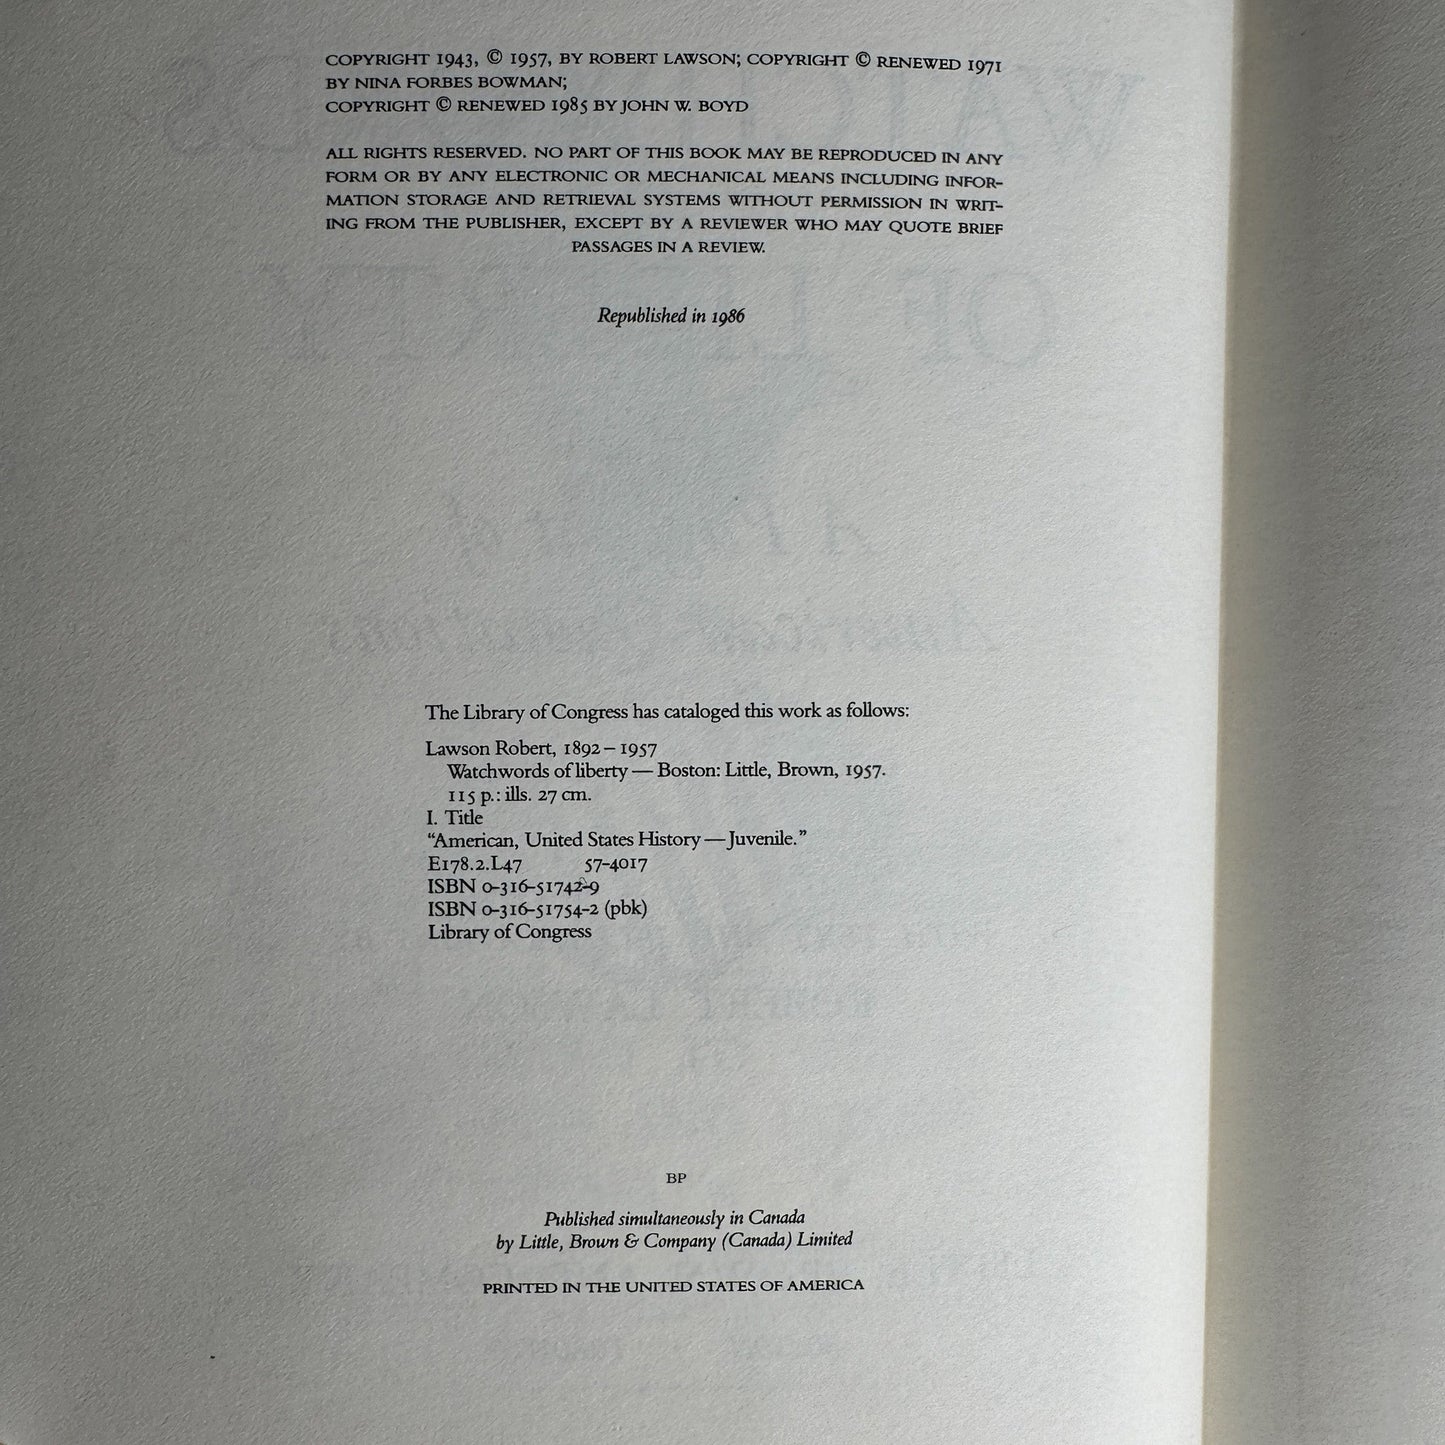 COPYRIGHT 1943, © 1957, BY ROBERT LAWSON; COPYRIGHT © RENEWED 1971
BY NINA FORBES BOWMAN;
COPYRIGHT © RENEWED 1985 BY JOHN W. BOYD
ALL RIGHTS RESERVED. NO PART OF THIS BOOK MAY BE REPRODUCED IN ANY
FORM OR BY ANY ELECTRONIC OR MECHANICAL MEANS INCLUDING INFOR-
MATION STORAGE AND RETRIEVAL SYSTEMS WITHOUT PERMISSION IN WRIT-
ING FROM THE PUBLISHER, EXCEPT BY A REVIEWER WHO MAY QUOTE BRIEF
PASSAGES IN A REVIEW.
Republished in 1986
The Library of Congress has cataloged this work as follows:
Lawson Robert, 1892–1957
Watchwords of liberty — Boston: Little, Brown, 1957.
115 p.: ills. 27 cm.
I. Title
“American, United States History — Juvenile.”
E178.2.L47 57-4017
ISBN 0-316-51742-9
ISBN 0-316-51754-2 (pbk)
Library of Congress
BP
Published simultaneously in Canada
by Little, Brown & Company (Canada) Limited
PRINTED IN THE UNITED STATES OF AMERICA